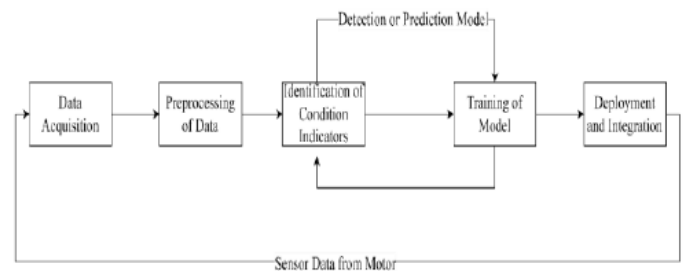 Detection or Prediction Model
Data
Acquisition
Preprocessing
of Data
Identification of
Condition
Indicators
Training of
Model
Deployment
and Integration
Sensor Data from Motor